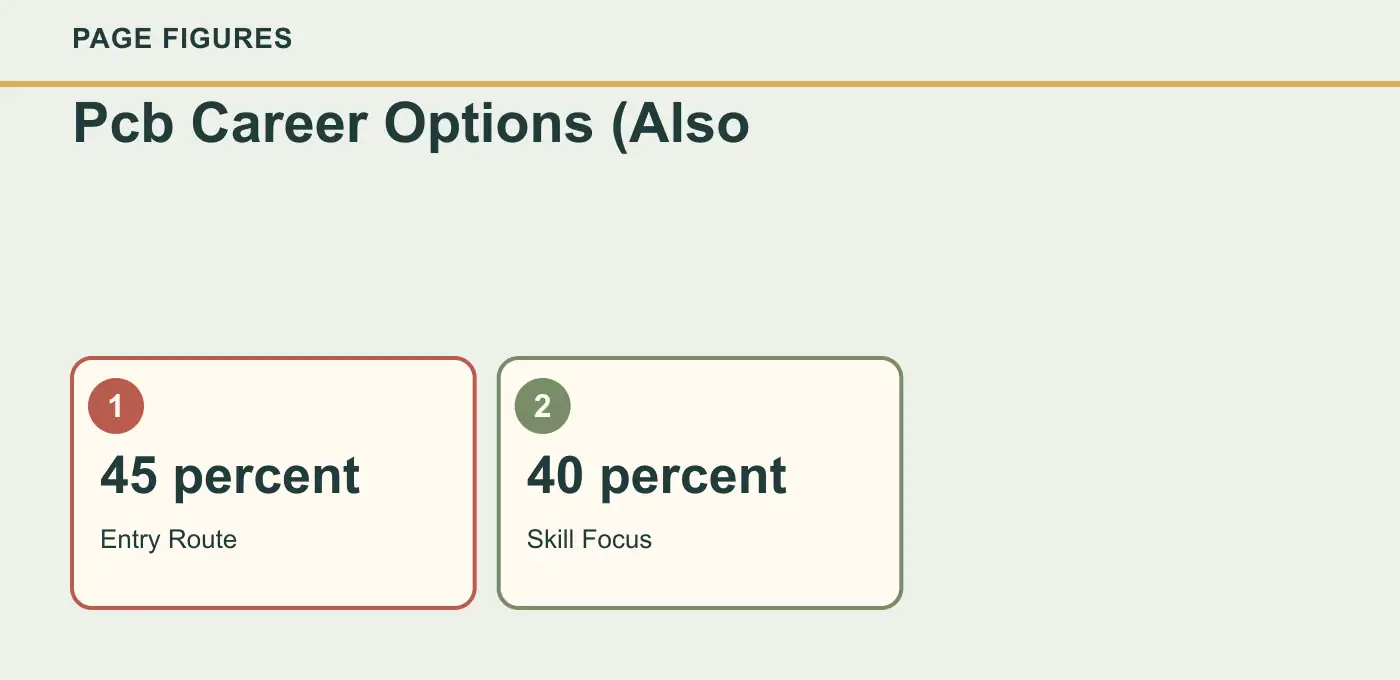 PAGE FIGURES
Pcb Career Options (Also
1
45 percent
Entry Route
2
40 percent
Skill Focus